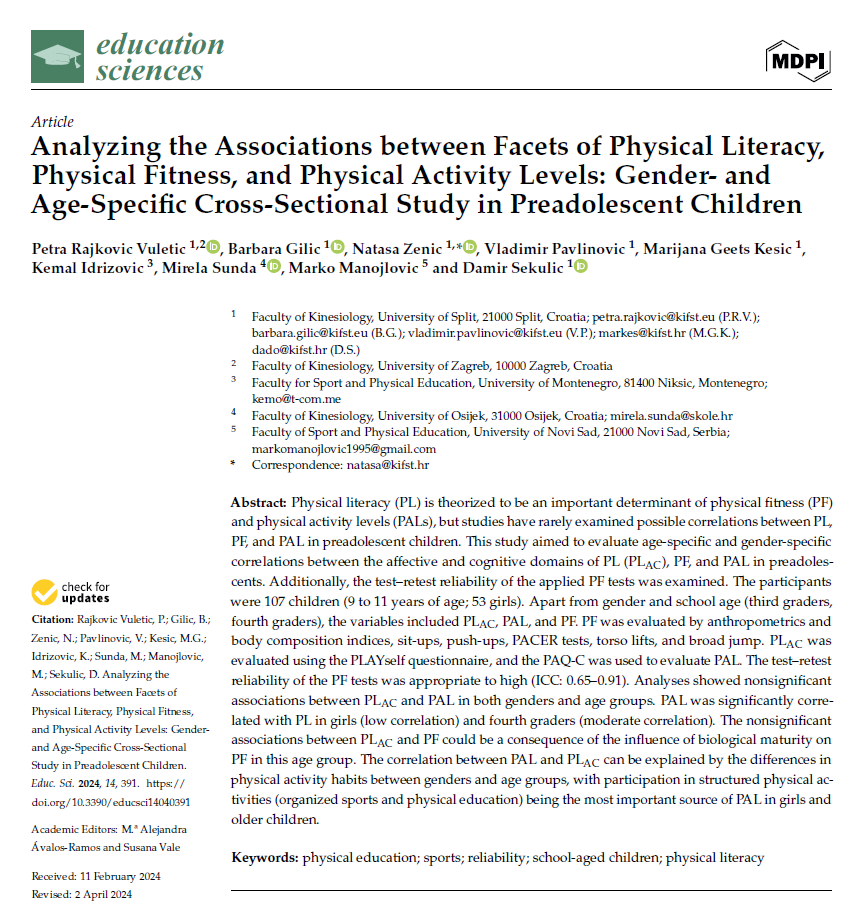 education
sciences
MDPI
Article
Analyzing the Associations between Facets of Physical Literacy,
Physical Fitness, and Physical Activity Levels: Gender- and
Age-Specific Cross-Sectional Study in Preadolescent Children
Petra Rajkovic Vuletic 1,2 iD, Barbara Gilic 1 iD, Natasa Zenic 1,* iD, Vladimir Pavlinovic 1, Marijana Geets Kesic 1,
Kemal Idrizovic 3, Mirela Sunda 4 iD, Marko Manojlovic 5 and Damir Sekulic 1 iD
1 Faculty of Kinesiology, University of Split, 21000 Split, Croatia; petra.rajkovic@kifst.eu (P.R.V.);
barbara.gilic@kifst.eu (B.G.); vladimir.pavlinovic@kifst.eu (V.P.); markes@kifst.hr (M.G.K.);
dado@kifst.hr (D.S.)
2 Faculty of Kinesiology, University of Zagreb, 10000 Zagreb, Croatia
3 Faculty for Sport and Physical Education, University of Montenegro, 81400 Niksic, Montenegro;
kemo@t-com.me
4 Faculty of Kinesiology, University of Osijek, 31000 Osijek, Croatia; mirela.sunda@skole.hr
5 Faculty of Sport and Physical Education, University of Novi Sad, 21000 Novi Sad, Serbia;
markomanojlovic1995@gmail.com
* Correspondence: natasa@kifst.hr
Abstract: Physical literacy (PL) is theorized to be an important determinant of physical fitness (PF)
and physical activity levels (PALs), but studies have rarely examined possible correlations between PL,
PF, and PAL in preadolescent children. This study aimed to evaluate age-specific and gender-specific
correlations between the affective and cognitive domains of PL (PLAC), PF, and PAL in preadoles-
cents. Additionally, the test–retest reliability of the applied PF tests was examined. The participants
were 107 children (9 to 11 years of age; 53 girls). Apart from gender and school age (third graders,
fourth graders), the variables included PLAC, PAL, and PF. PF was evaluated by anthropometrics and
body composition indices, sit-ups, push-ups, PACER tests, torso lifts, and broad jump. PLAC was
evaluated using the PLAYself questionnaire, and the PAQ-C was used to evaluate PAL. The test–retest
reliability of the PF tests was appropriate to high (ICC: 0.65–0.91). Analyses showed nonsignificant
associations between PLAC and PAL in both genders and age groups. PAL was significantly corre-
lated with PL in girls (low correlation) and fourth graders (moderate correlation). The nonsignificant
associations between PLAC and PF could be a consequence of the influence of biological maturity on
PF in this age group. The correlation between PAL and PLAC can be explained by the differences in
physical activity habits between genders and age groups, with participation in structured physical ac-
tivities (organized sports and physical education) being the most important source of PAL in girls and
older children.
Keywords: physical education; sports; reliability; school-aged children; physical literacy
check for
updates
Citation: Rajkovic Vuletic, P.; Gilic, B.;
Zenic, N.; Pavlinovic, V.; Kesic, M.G.;
Idrizovic, K.; Sunda, M.; Manojlovic,
M.; Sekulic, D. Analyzing the
Associations between Facets of
Physical Literacy, Physical Fitness,
and Physical Activity Levels: Gender-
and Age-Specific Cross-Sectional
Study in Preadolescent Children.
Educ. Sci. 2024, 14, 391. https://
doi.org/10.3390/educsci14040391
Academic Editors: M.ª Alejandra
Ávalos-Ramos and Susana Vale
Received: 11 February 2024
Revised: 2 April 2024